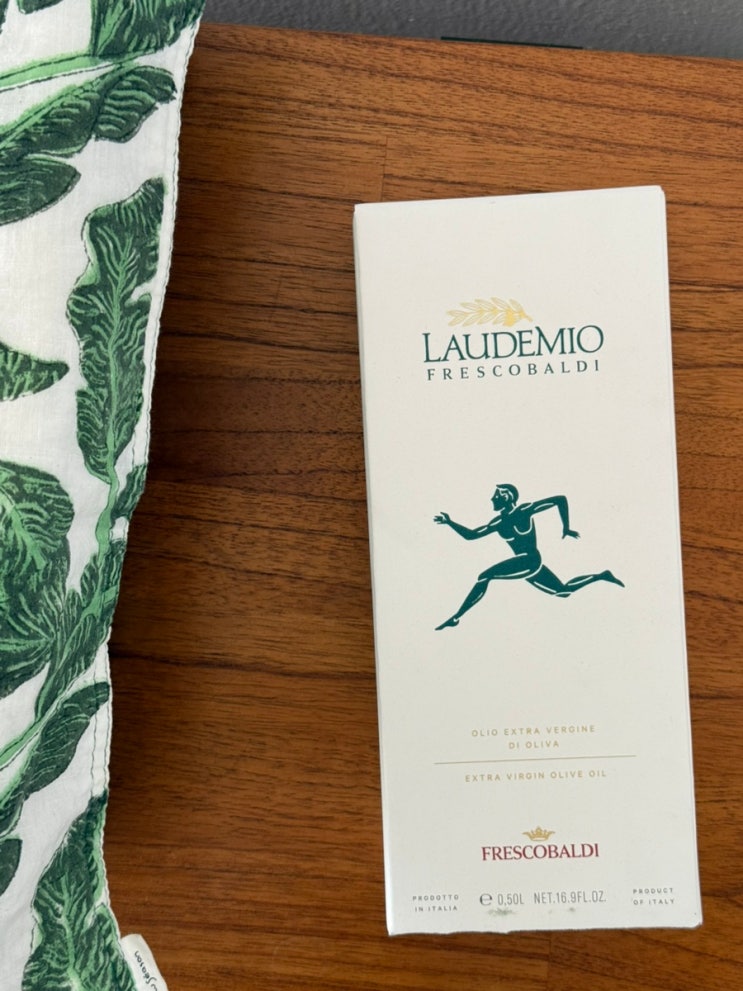 LAUDEMIO
FRESCOBALDI
OLIO EXTRA VERGINE
DI OLIVA
EXTRA VIRGIN OLIVE OIL
FRESCOBALDI
PRODOTTO
IN ITALIA
℮ 0,50L NET.16.9FL.OZ.
PRODUCT
OF ITALY